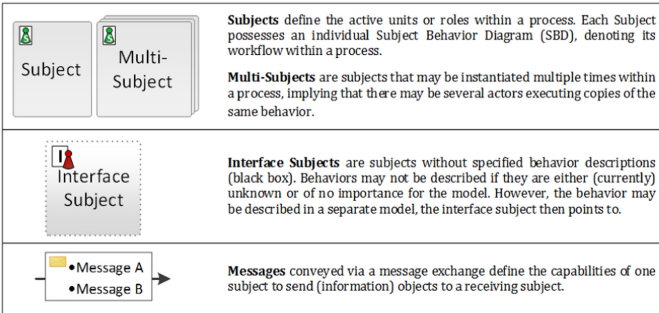 Subject
Multi-
Subject
Subjects define the active units or roles within a process. Each Subject
possesses an individual Subject Behavior Diagram (SBD), denoting its
workflow within a process.
Multi-Subjects are subjects that may be instantiated multiple times within
a process, implying that there may be several actors executing copies of the
same behavior.
I
Interface
Subject
Interface Subjects are subjects without specified behavior descriptions
(black box). Behaviors may not be described if they are either (currently)
unknown or of no importance for the model. However, the behavior may
be described in a separate model, the interface subject then points to.
•Message A
•Message B
Messages conveyed via a message exchange define the capabilities of one
subject to send (information) objects to a receiving subject.